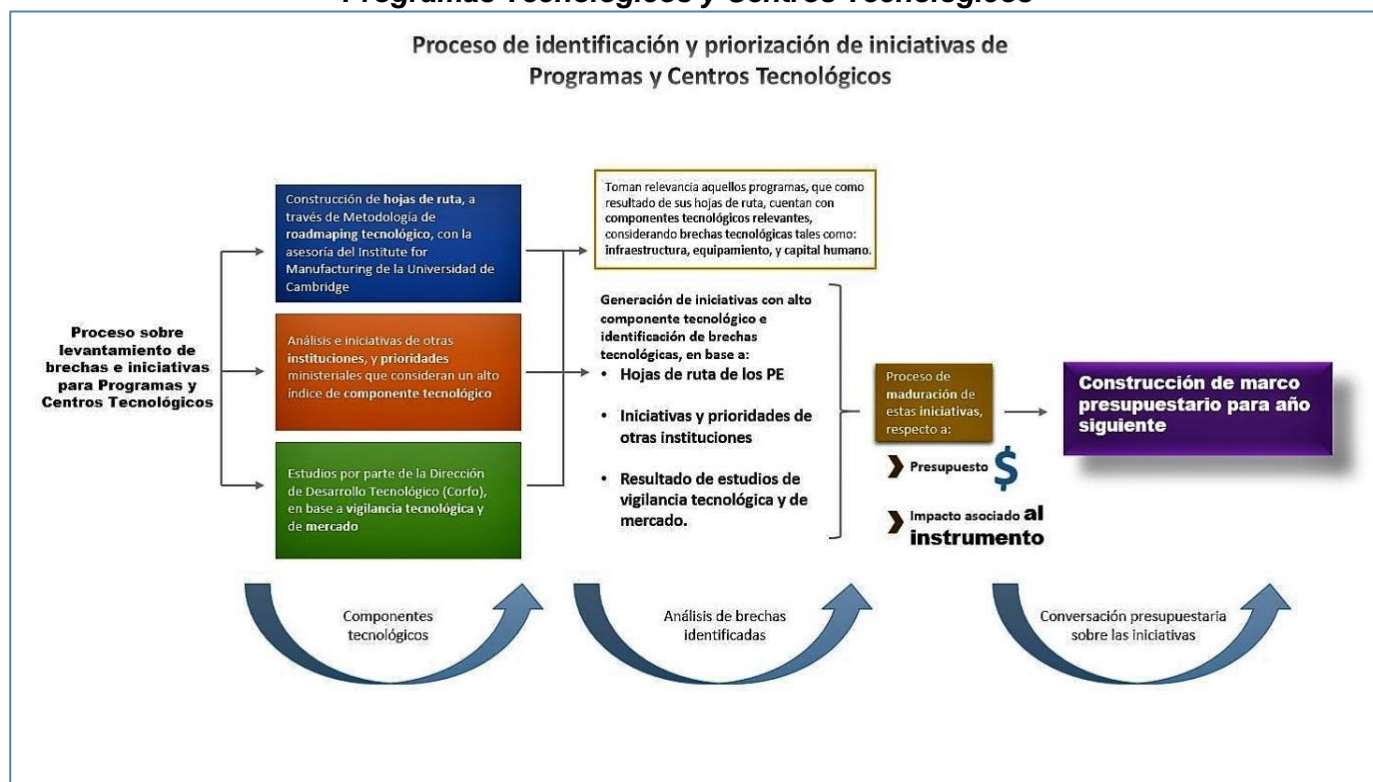 Programas Tecnológicos y Centros Tecnológicos
Proceso de identificación y priorización de iniciativas de
Programas y Centros Tecnológicos
Proceso sobre
levantamiento de
brechas e iniciativas
para Programas y
Centros Tecnológicos
Construcción de hojas de ruta, a
través de Metodología de
roadmaping tecnológico, con la
asesoría del Institute for
Manufacturing de la Universidad de
Cambridge
Análisis e iniciativas de otras
instituciones, y prioridades
ministeriales que consideran un alto
índice de componente tecnológico
Estudios por parte de la Dirección
de Desarrollo Tecnológico (Corfo),
en base a vigilancia tecnológica y
de mercado
Toman relevancia aquellos programas, que como
resultado de sus hojas de ruta, cuentan con
componentes tecnológicos relevantes,
considerando brechas tecnológicas tales como:
infraestructura, equipamiento, y capital humano.
Generación de iniciativas con alto
componente tecnológico e
identificación de brechas
tecnológicas, en base a:
• Hojas de ruta de los PE
• Iniciativas y prioridades de
otras instituciones
• Resultado de estudios de
vigilancia tecnológica y de
mercado.
Proceso de
maduración de
estas iniciativas,
respecto a:
Presupuesto $
Impacto asociado al
instrumento
Construcción de marco
presupuestario para año
siguiente
Componentes
tecnológicos
Análisis de brechas
identificadas
Conversación presupuestaria
sobre las iniciativas